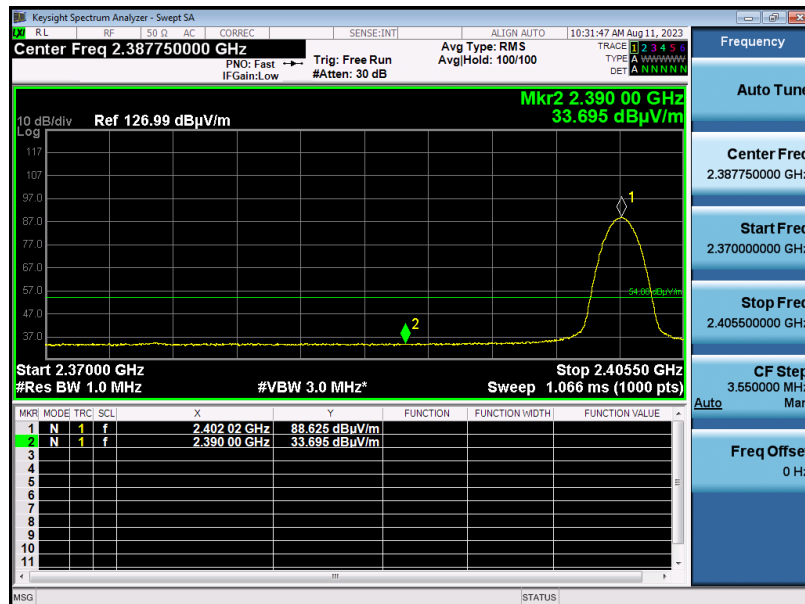 Keysight Spectrum Analyzer - Swept SA
LXI RL RF 50 Ω AC CORREC SENSE:INT ALIGN AUTO 10:31:47 AM Aug 11, 2023
Center Freq 2.387750000 GHz
PNO: Fast
IFGain:Low
Trig: Free Run
#Atten: 30 dB
Avg Type: RMS
Avg|Hold: 100/100
TRACE 1 2 3 4 5 6
TYPE A WWWWW
DET A N N N N N
Mkr2 2.390 00 GHz
33.695 dBµV/m
10 dB/div Ref 126.99 dBµV/m
Log
117
107
97.0
87.0
77.0
67.0
57.0
47.0
37.0
1
54.00 dBµV/m
2
Start 2.37000 GHz Stop 2.40550 GHz
#Res BW 1.0 MHz #VBW 3.0 MHz* Sweep 1.066 ms (1000 pts)
MKR MODE TRC SCL X Y FUNCTION FUNCTION WIDTH FUNCTION VALUE
1 N 1 f 2.402 02 GHz 88.625 dBµV/m
2 N 1 f 2.390 00 GHz 33.695 dBµV/m
3
4
5
6
7
8
9
10
11
MSG STATUS
Frequency
Auto Tune
Center Freq
2.387750000 GHz
Start Freq
2.370000000 GHz
Stop Freq
2.405500000 GHz
CF Step
3.550000 MHz
Auto Man
Freq Offset
0 Hz